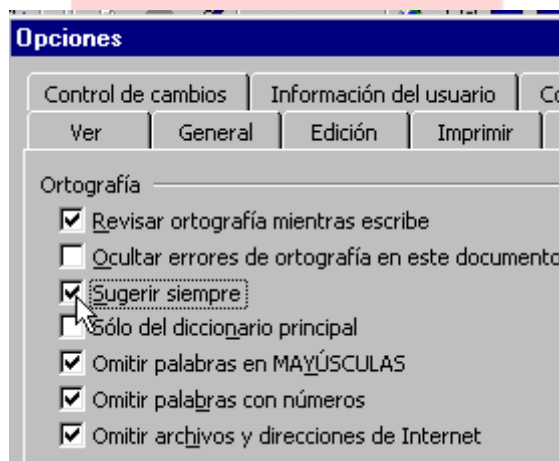 Opciones
Control de cambios Información del usuario
Ver General Edición Imprimir
Ortografía
Revisar ortografía mientras escribe
Ocultar errores de ortografía en este documento
Sugerir siempre
Sólo del diccionario principal
Omitir palabras en MAYÚSCULAS
Omitir palabras con números
Omitir archivos y direcciones de Internet